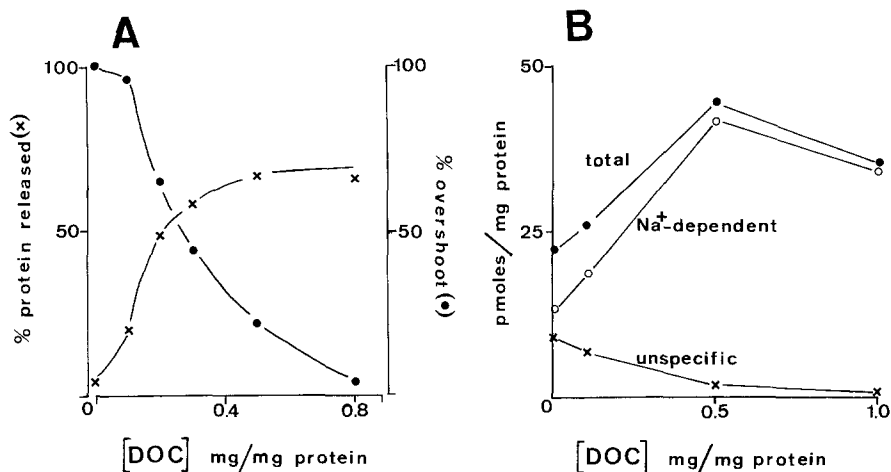 A
100
50
0
0.4
0.8
% protein released (x)
100
50
% overshoot (●)
[DOC] mg/mg protein
B
50
25
0
0.5
1.0
pmoles/mg protein
total
Na+-dependent
unspecific
[DOC] mg/mg protein